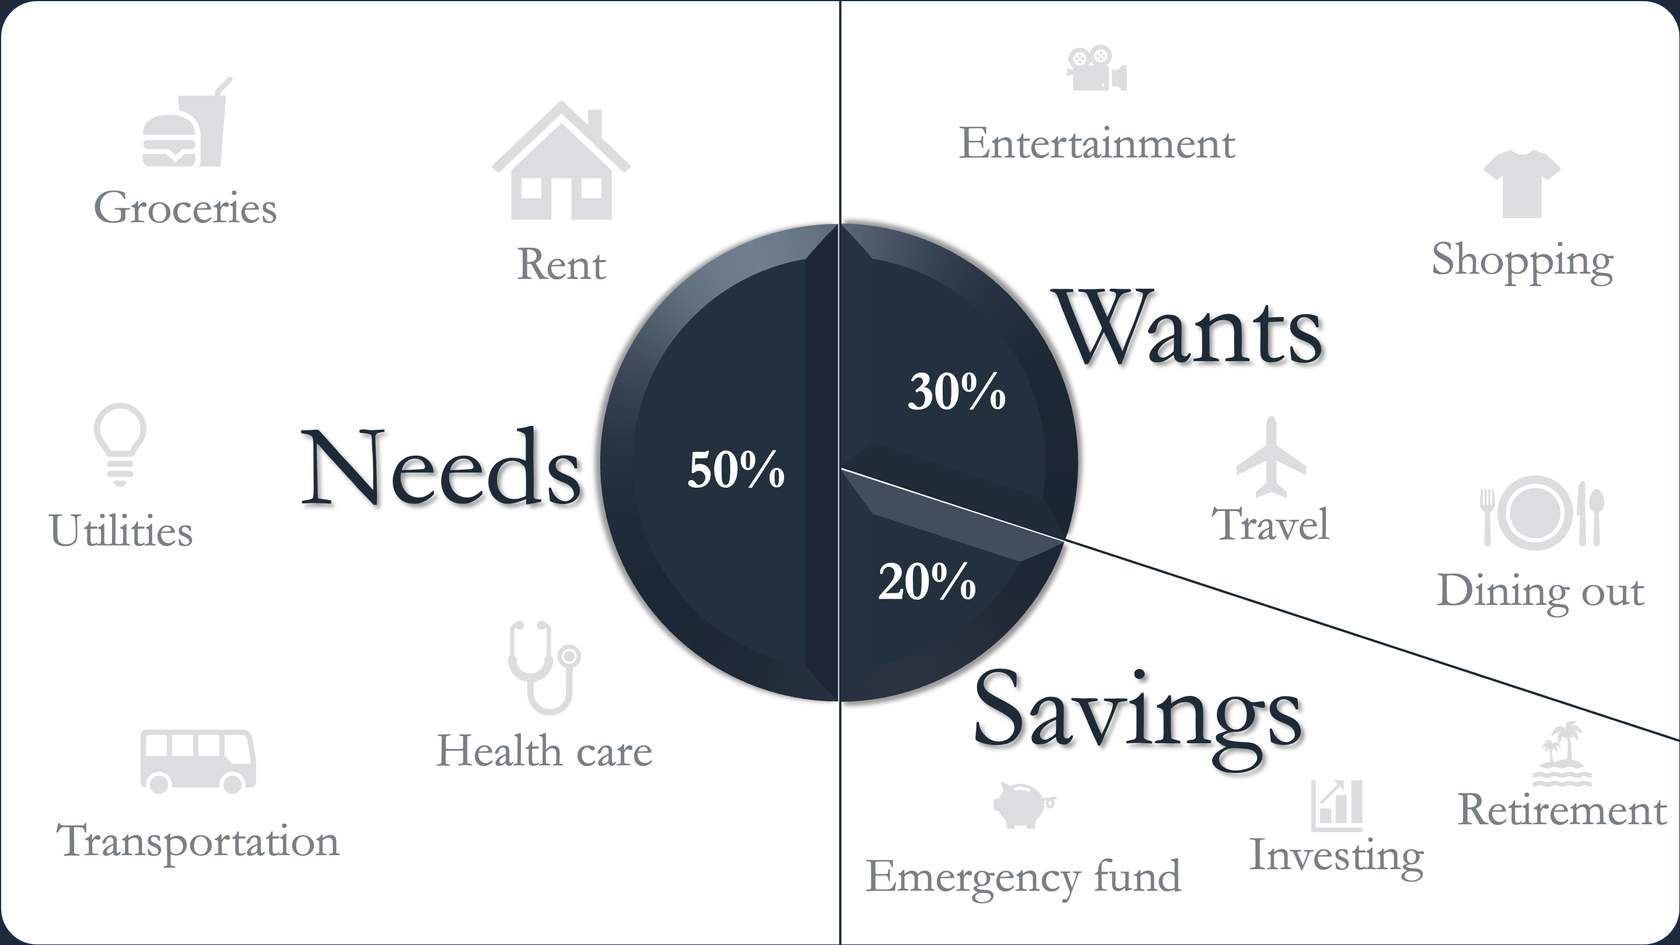 Groceries
Rent
Utilities
Needs
50%
Health care
Transportation
Entertainment
Shopping
Wants
30%
Travel
Dining out
20%
Savings
Emergency fund
Investing
Retirement